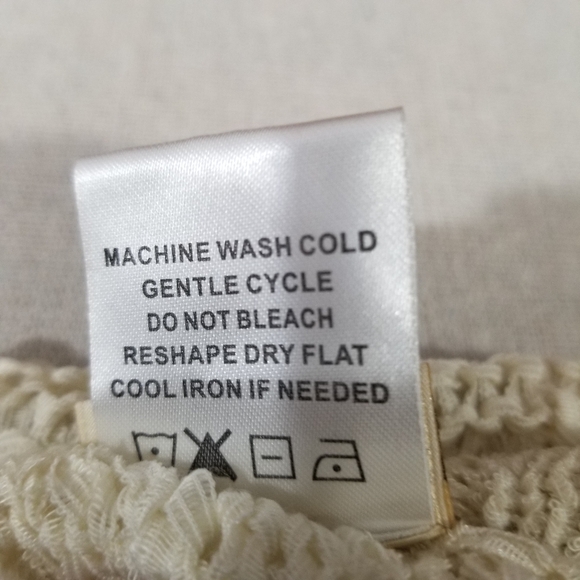 MACHINE WASH COLD
GENTLE CYCLE
DO NOT BLEACH
RESHAPE DRY FLAT
COOL IRON IF NEEDED